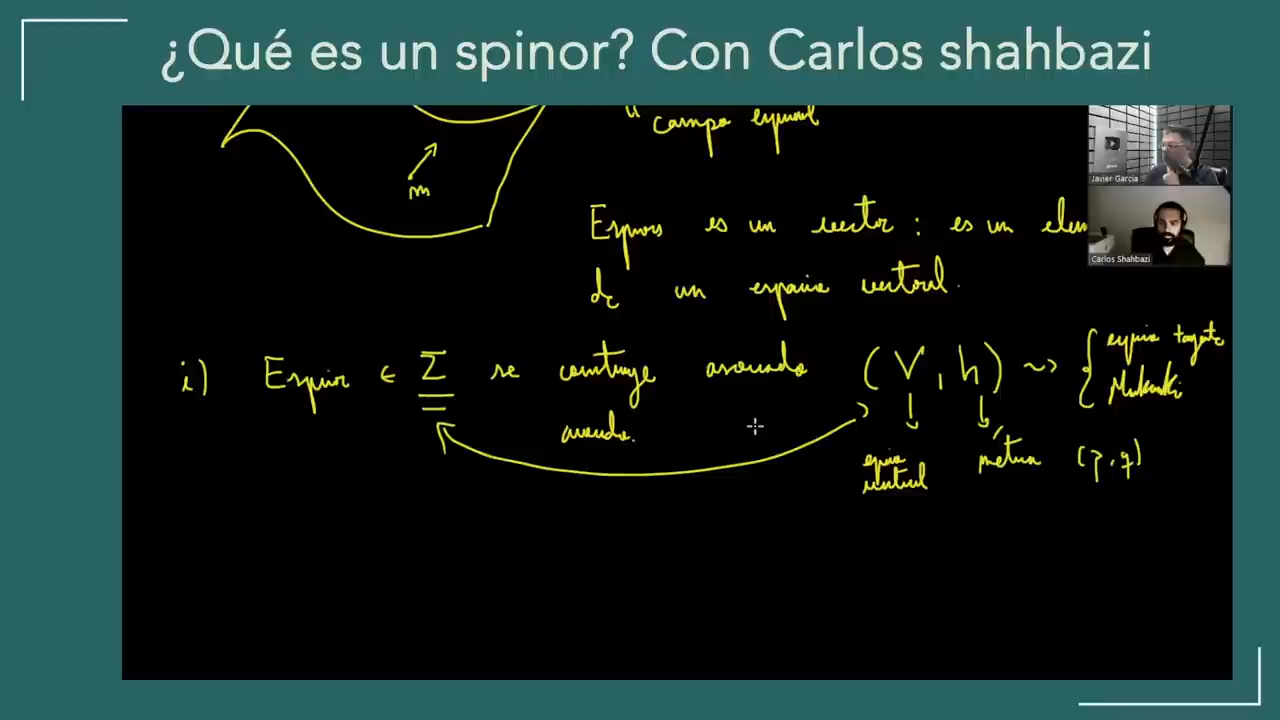 ¿Qué es un spinor? Con Carlos shahbazi
" campo espinorial
m
Javier Garcia
Espinor es un vector : es un elem
Carlos Shahbazi
de un espacio vectorial.
i) Espinor ∈ Σ se construye asociado (V, h) ⇝ { espacio tangente
Minkowski
asociado.
espacio vectorial
métrica (p, q)